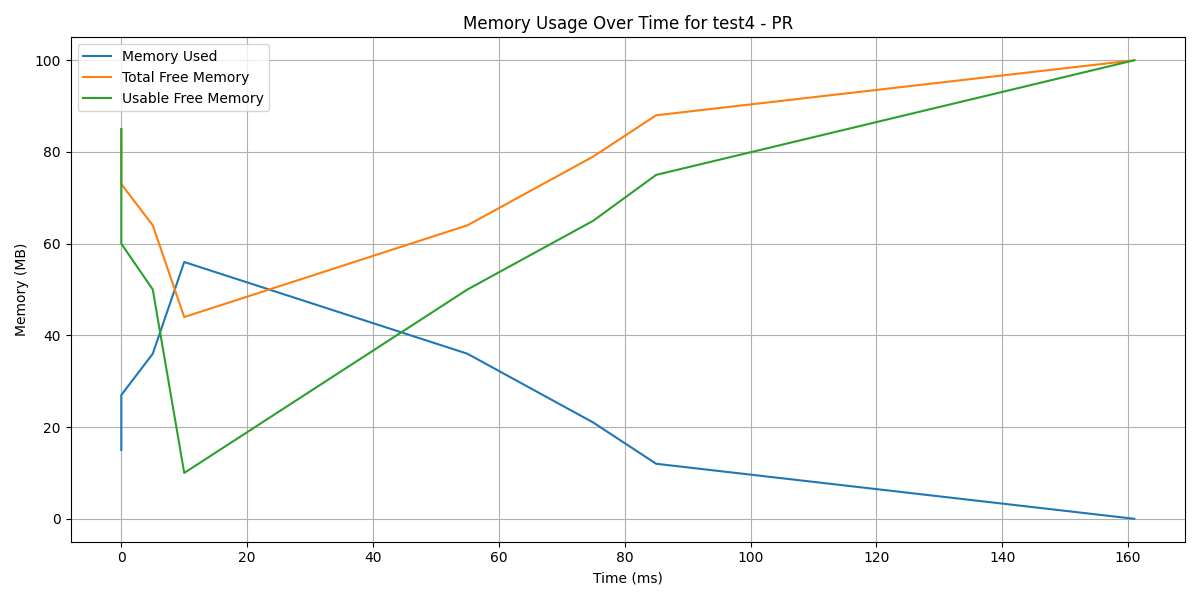 Memory Usage Over Time for test4 - PR
Memory Used
Total Free Memory
Usable Free Memory
Memory (MB)
100
80
60
40
20
0
0 20 40 60 80 100 120 140 160
Time (ms)